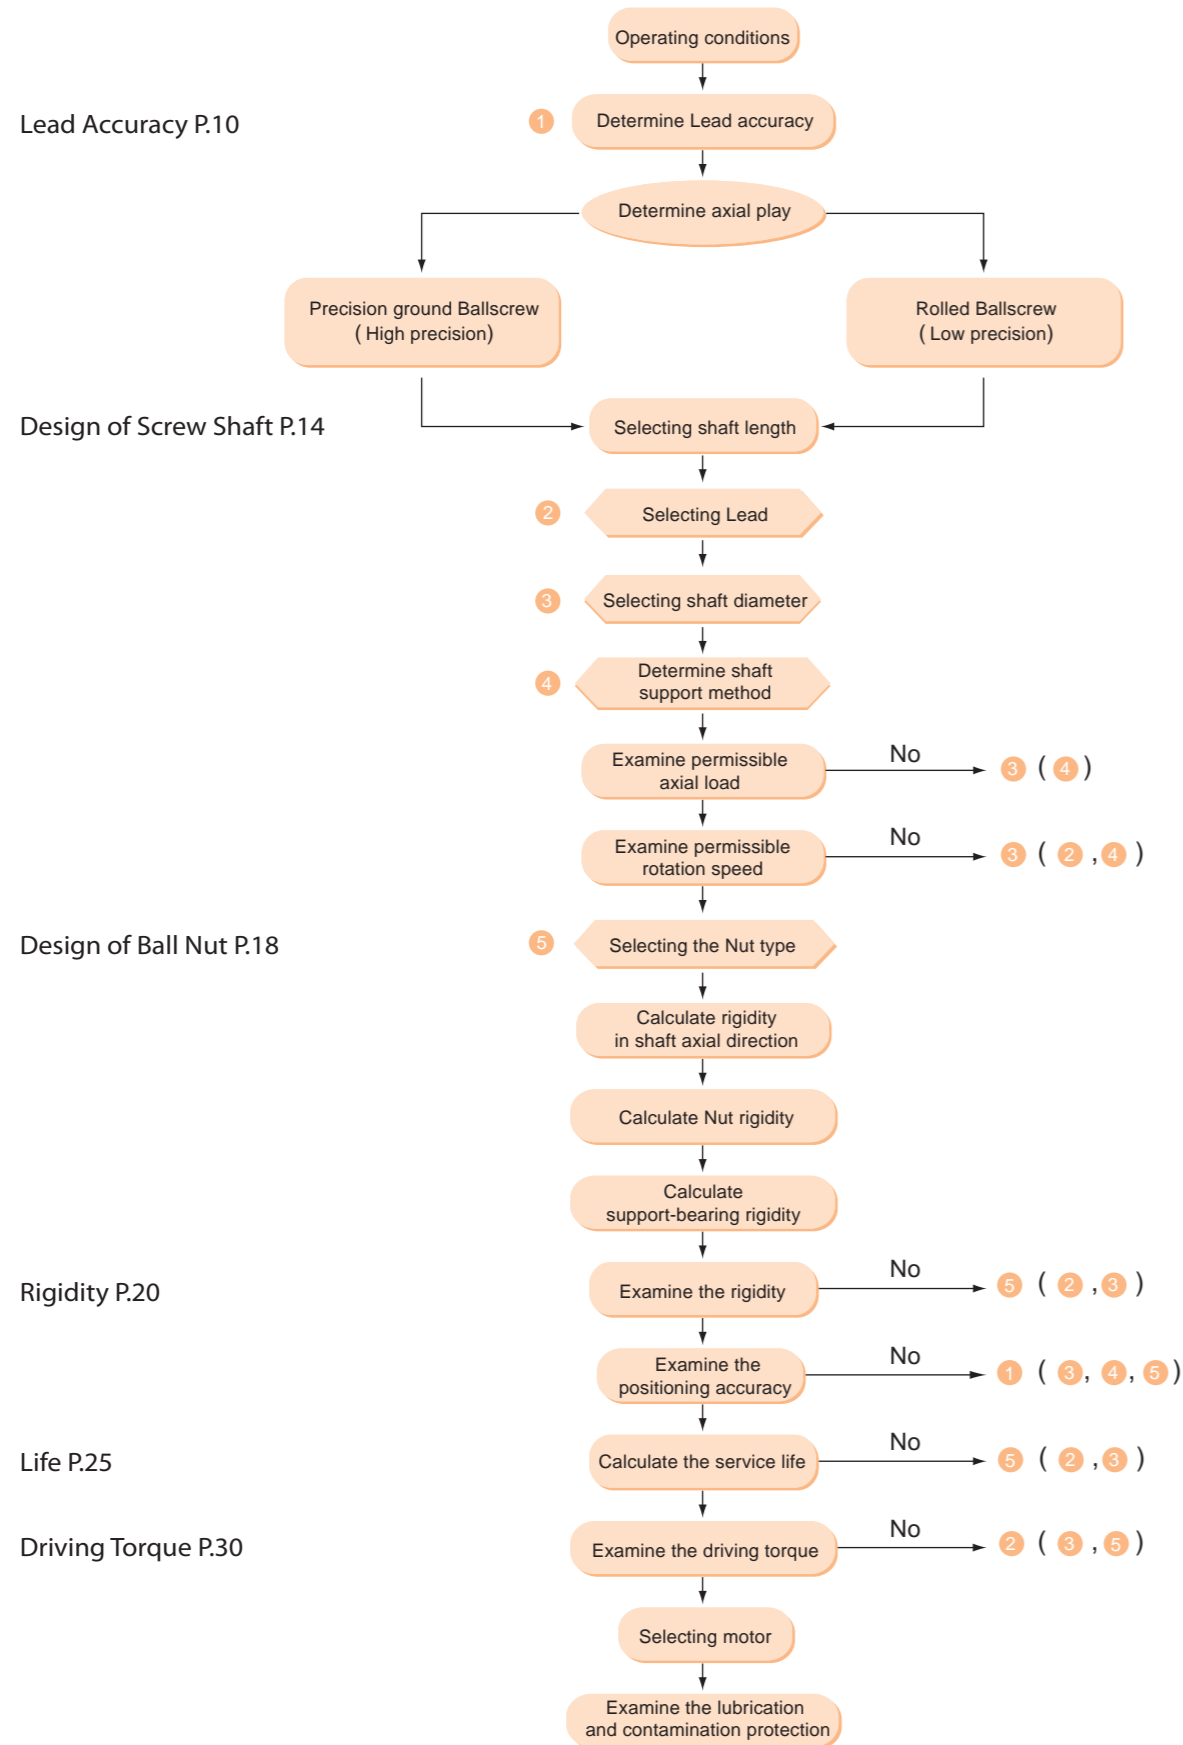 Operating conditions
Lead Accuracy P.10
1
Determine Lead accuracy
Determine axial play
Precision ground Ballscrew
( High precision)
Rolled Ballscrew
( Low precision)
Design of Screw Shaft P.14
Selecting shaft length
2
Selecting Lead
3
Selecting shaft diameter
4
Determine shaft
support method
Examine permissible
axial load
No
3 ( 4 )
Examine permissible
rotation speed
No
3 ( 2 , 4 )
Design of Ball Nut P.18
5
Selecting the Nut type
Calculate rigidity
in shaft axial direction
Calculate Nut rigidity
Calculate
support-bearing rigidity
Rigidity P.20
Examine the rigidity
No
5 ( 2 , 3 )
Examine the
positioning accuracy
No
1 ( 3, 4, 5 )
Life P.25
Calculate the service life
No
5 ( 2 , 3 )
Driving Torque P.30
Examine the driving torque
No
2 ( 3 , 5 )
Selecting motor
Examine the lubrication
and contamination protection